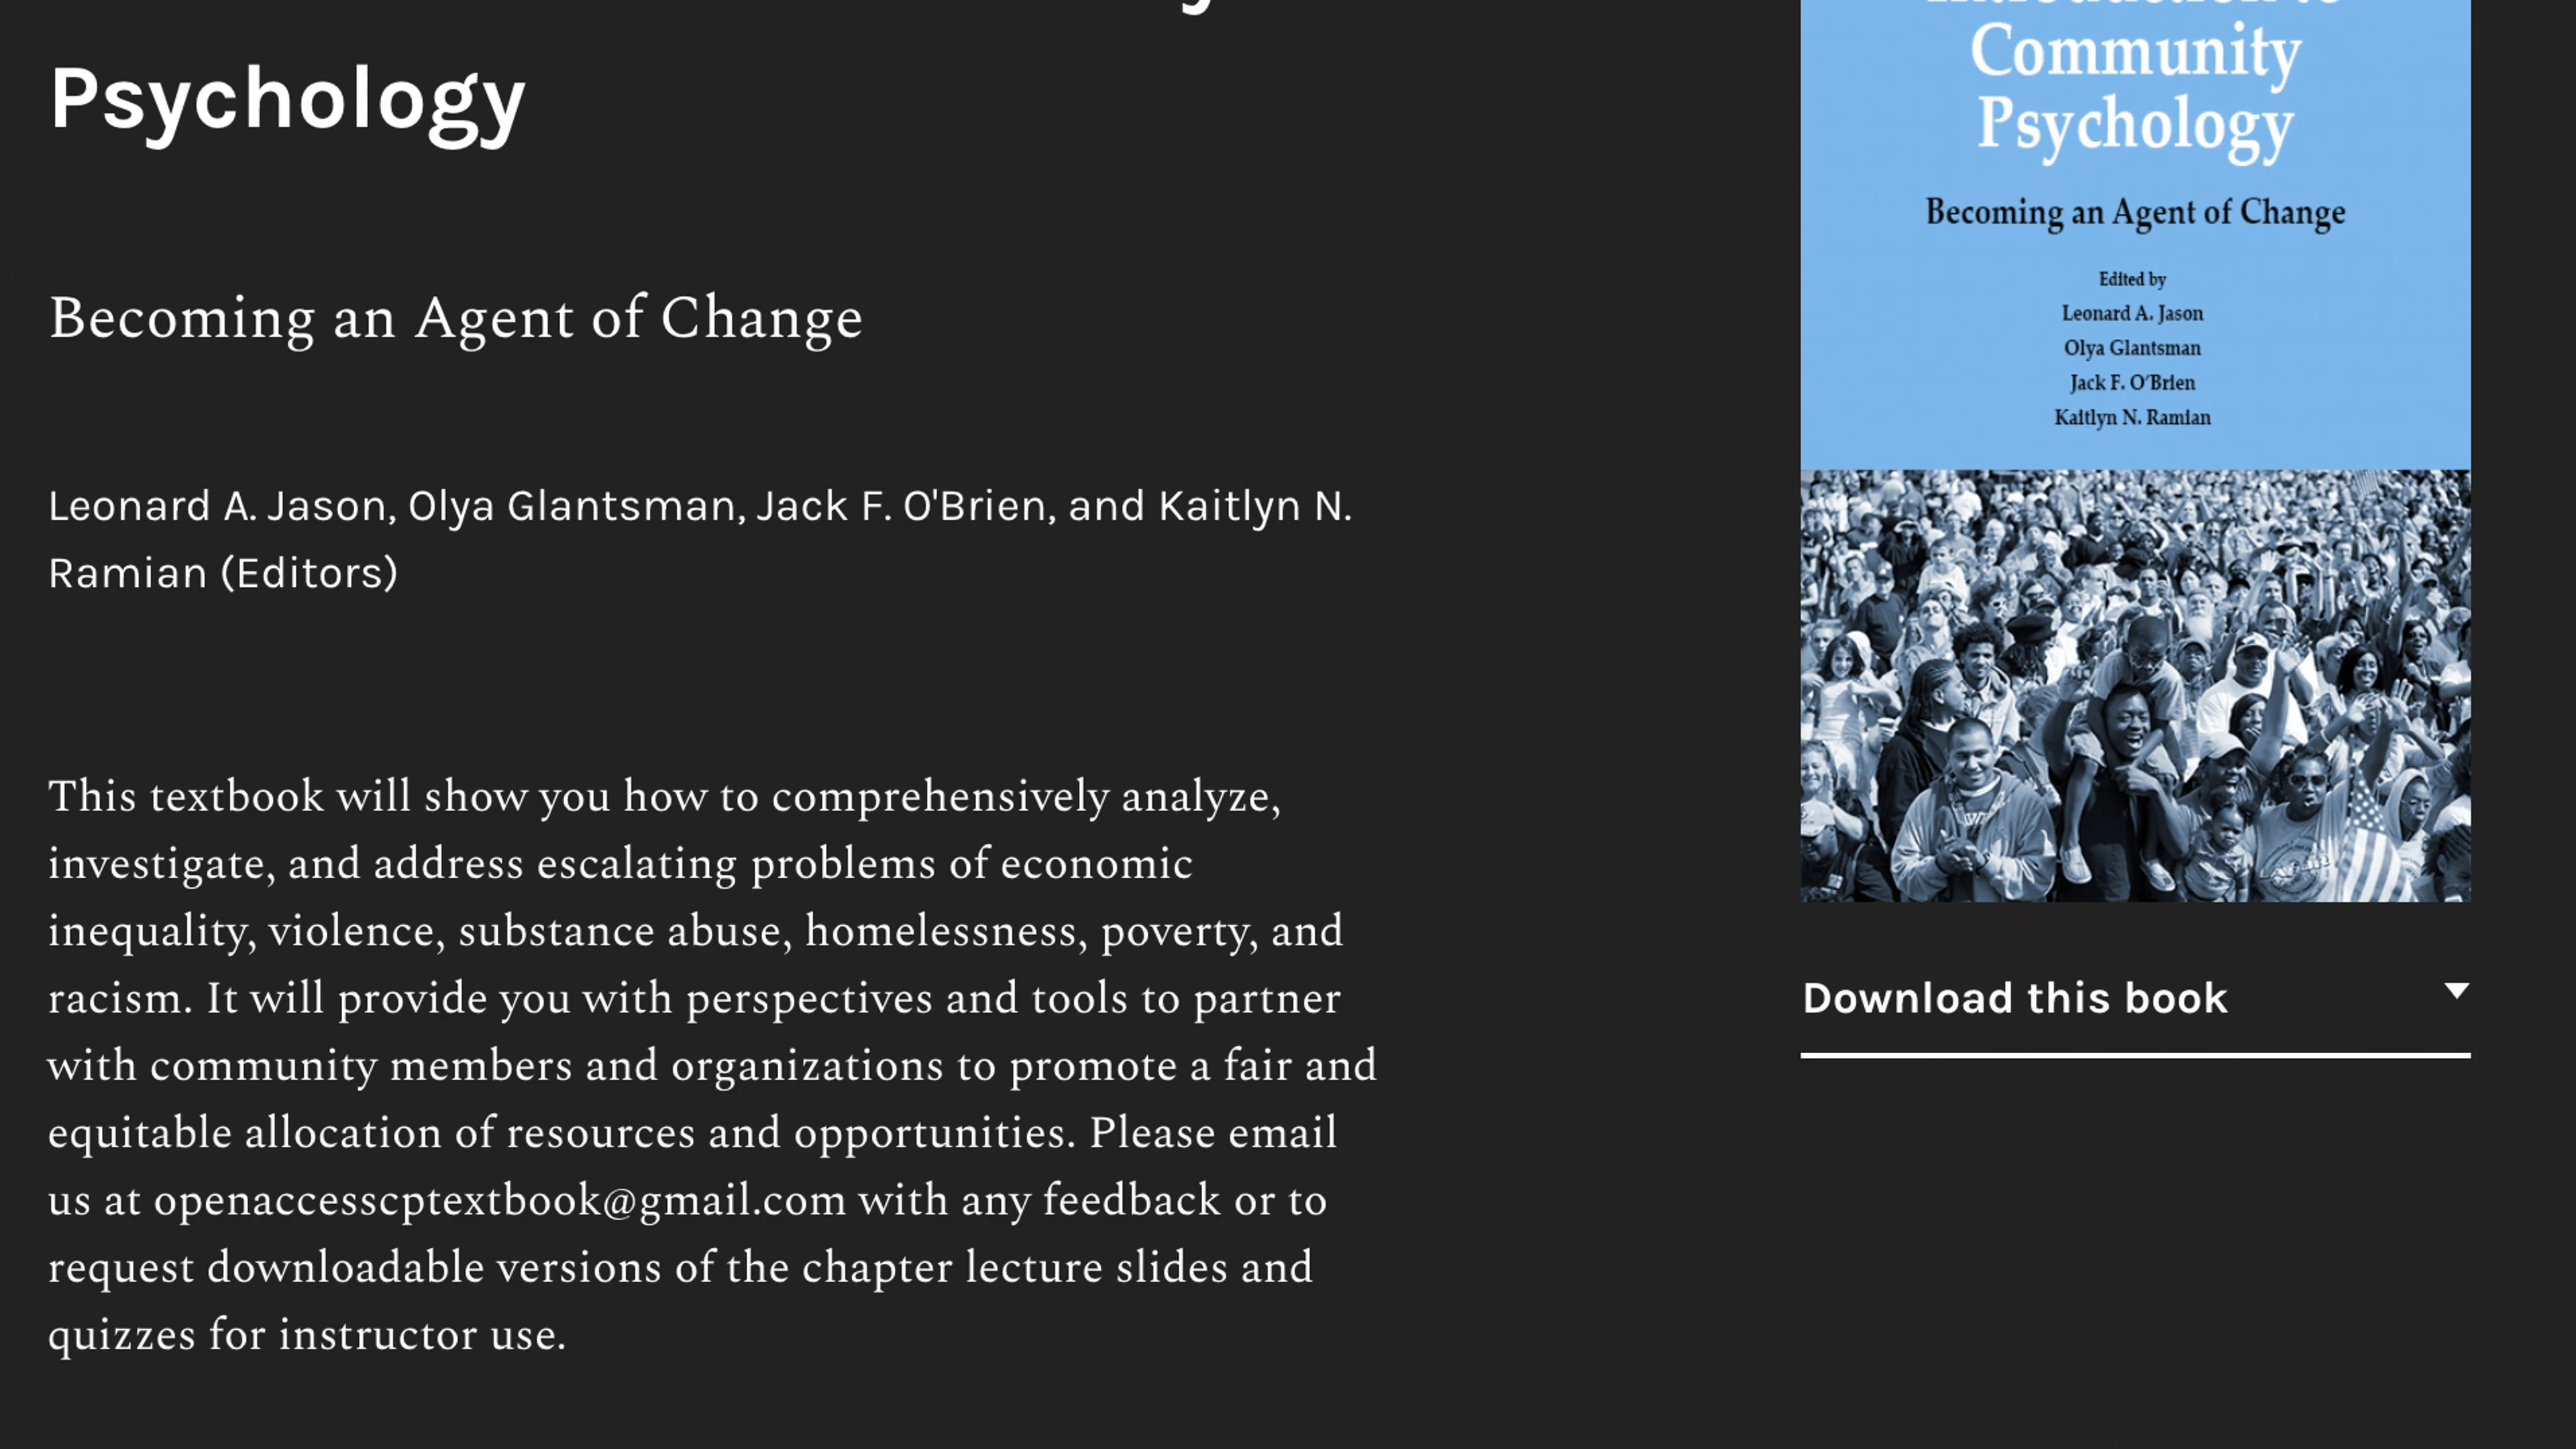 Psychology
Becoming an Agent of Change
Leonard A. Jason, Olya Glantsman, Jack F. O'Brien, and Kaitlyn N.
Ramian (Editors)
This textbook will show you how to comprehensively analyze,
investigate, and address escalating problems of economic
inequality, violence, substance abuse, homelessness, poverty, and
racism. It will provide you with perspectives and tools to partner
with community members and organizations to promote a fair and
equitable allocation of resources and opportunities. Please email
us at openaccesscptextbook@gmail.com with any feedback or to
request downloadable versions of the chapter lecture slides and
quizzes for instructor use.
Introduction to
Community
Psychology
Becoming an Agent of Change
Edited by
Leonard A. Jason
Olya Glantsman
Jack F. O'Brien
Kaitlyn N. Ramian
Download this book